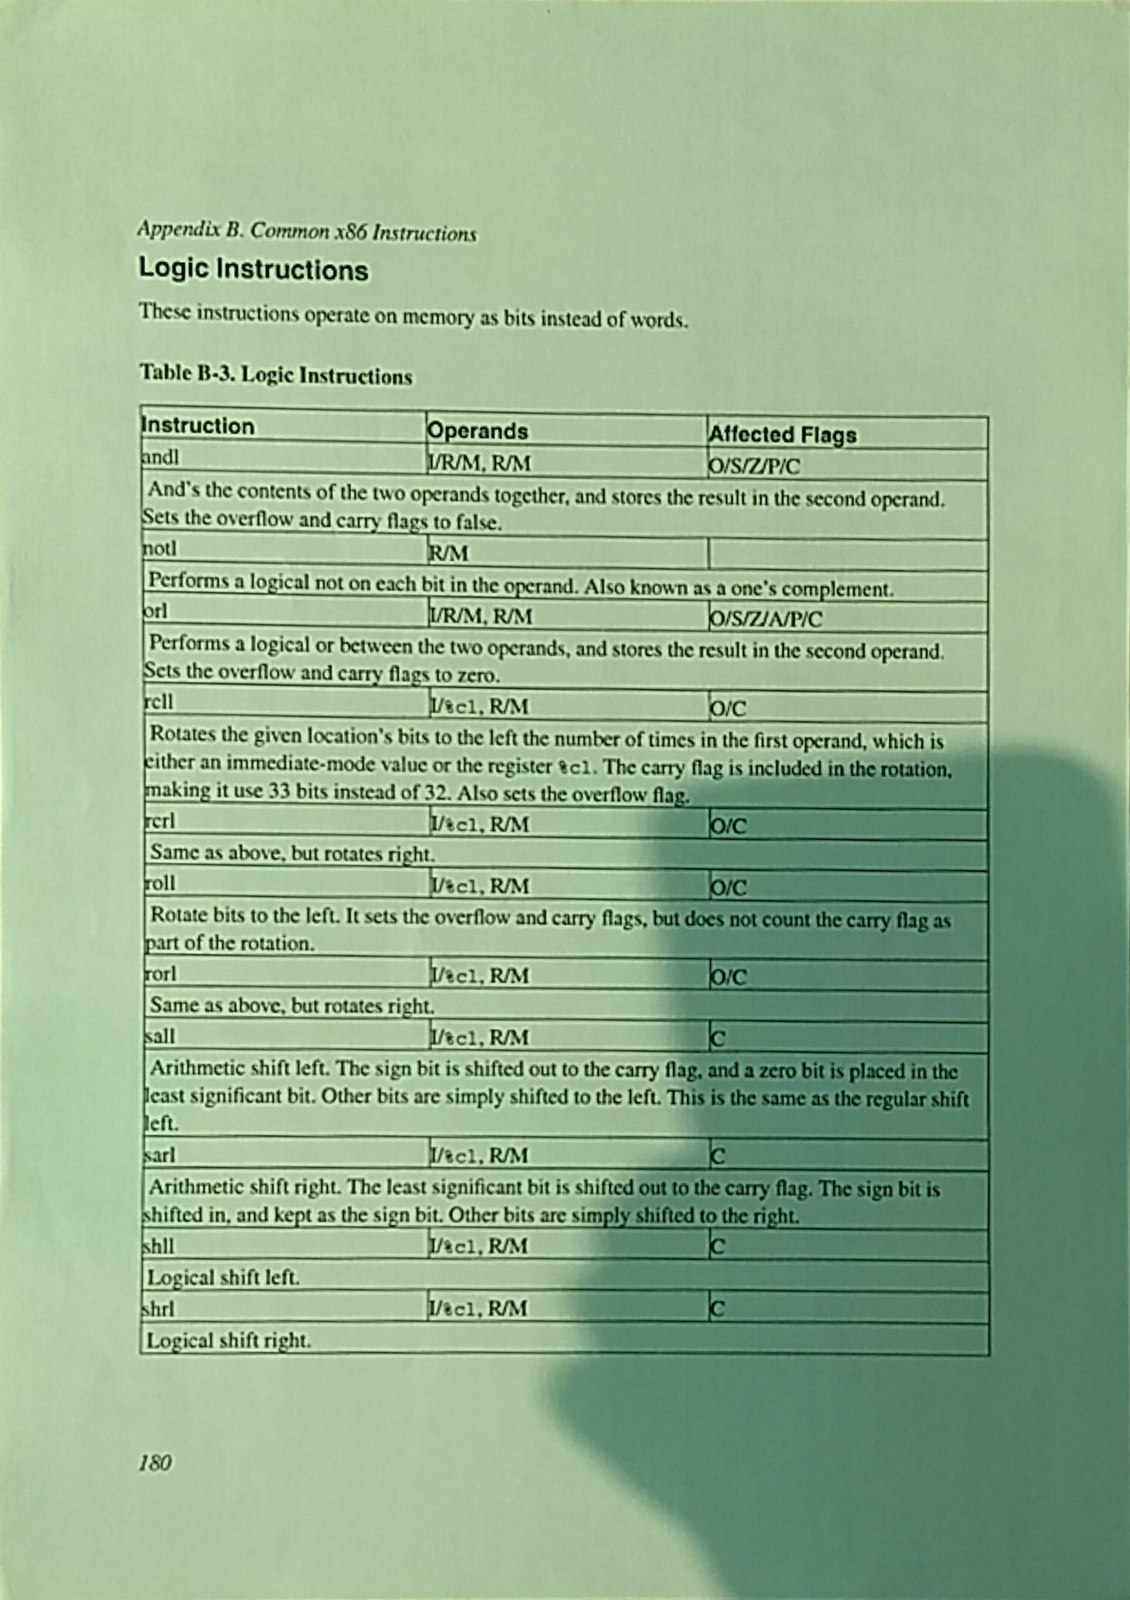 Appendix B. Common x86 Instructions
Logic Instructions
These instructions operate on memory as bits instead of words.
Table B-3. Logic Instructions
Instruction Operands Affected Flags
andl I/R/M, R/M O/S/Z/P/C
And's the contents of the two operands together, and stores the result in the second operand.
Sets the overflow and carry flags to false.
notl R/M
Performs a logical not on each bit in the operand. Also known as a one's complement.
orl I/R/M, R/M O/S/Z/A/P/C
Performs a logical or between the two operands, and stores the result in the second operand.
Sets the overflow and carry flags to zero.
rcll I/%cl, R/M O/C
Rotates the given location's bits to the left the number of times in the first operand, which is
either an immediate-mode value or the register %cl. The carry flag is included in the rotation,
making it use 33 bits instead of 32. Also sets the overflow flag.
rcrl I/%cl, R/M O/C
Same as above, but rotates right.
roll I/%cl, R/M O/C
Rotate bits to the left. It sets the overflow and carry flags, but does not count the carry flag as
part of the rotation.
rorl I/%cl, R/M O/C
Same as above, but rotates right.
sall I/%cl, R/M C
Arithmetic shift left. The sign bit is shifted out to the carry flag, and a zero bit is placed in the
least significant bit. Other bits are simply shifted to the left. This is the same as the regular shift
left.
sarl I/%cl, R/M C
Arithmetic shift right. The least significant bit is shifted out to the carry flag. The sign bit is
shifted in, and kept as the sign bit. Other bits are simply shifted to the right.
shll I/%cl, R/M C
Logical shift left.
shrl I/%cl, R/M C
Logical shift right.
180